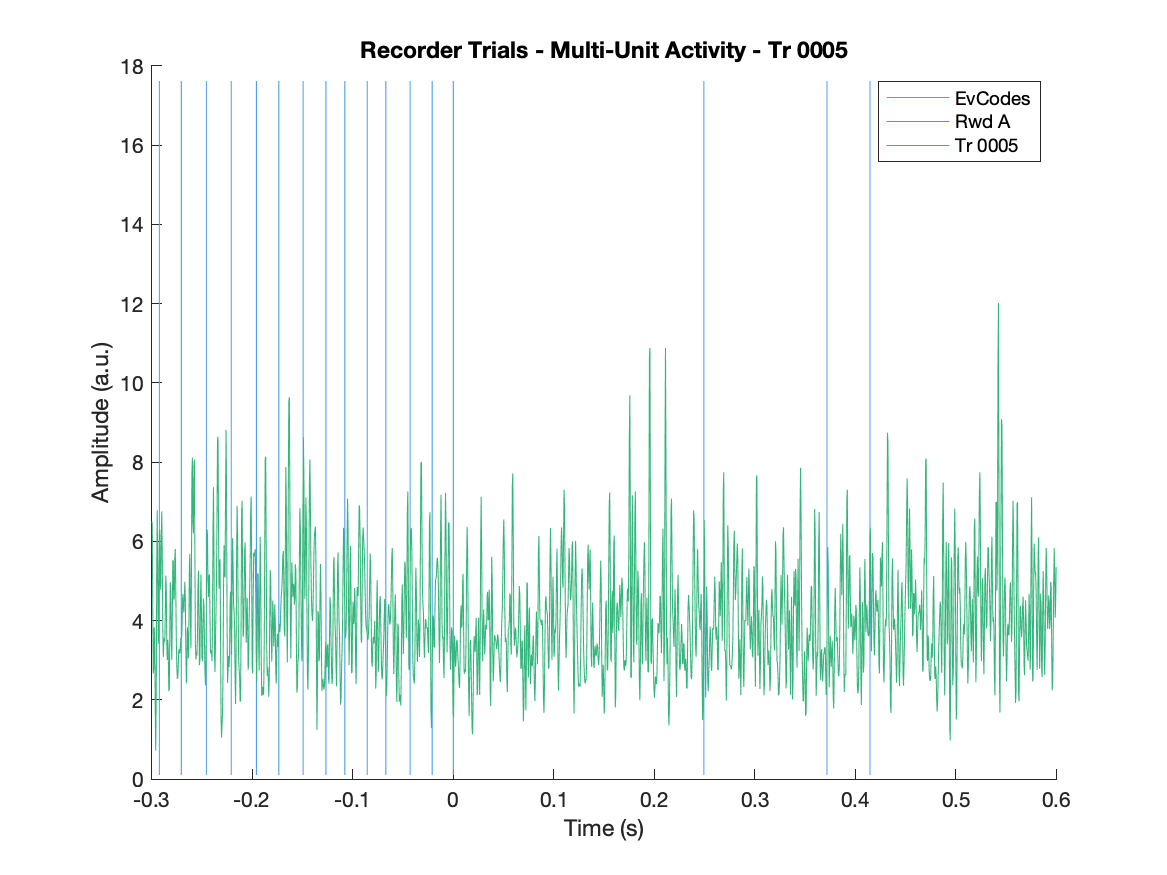 Recorder Trials - Multi-Unit Activity - Tr 0005
18
16
14
12
10
8
6
4
2
0
Amplitude (a.u.)
EvCodes
Rwd A
Tr 0005
-0.3 -0.2 -0.1 0 0.1 0.2 0.3 0.4 0.5 0.6
Time (s)